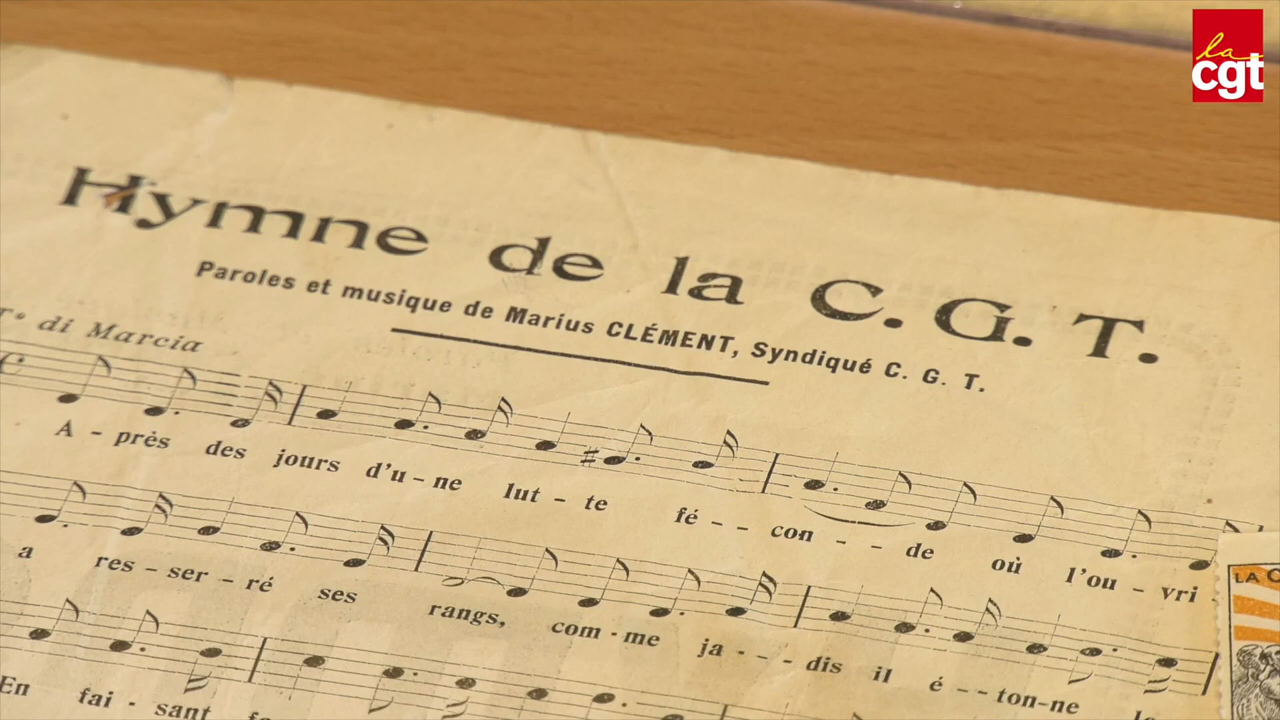 la
cgt
Hymne de la C.G.T.
Paroles et musique de Marius CLÉMENT, Syndiqué C. G. T.
di Marcia
A - près des jours d'u - ne lut - te fé - - - con - - - de où l'ou - vri
a res - ser - ré ses rangs, com - me ja - - - dis il é - - - ton - ne
En fai - sant
LA